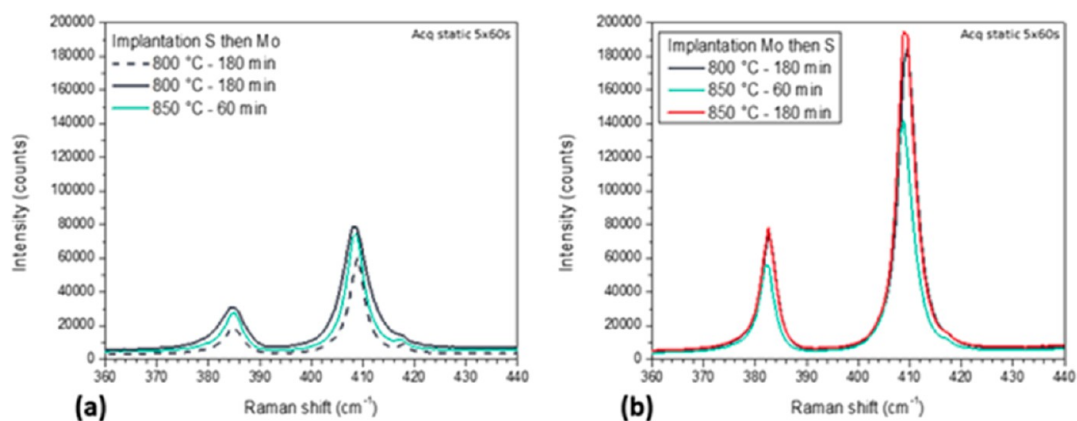 200000
180000
160000
140000
120000
100000
80000
60000
40000
20000
0
Intensity (counts)
Implantation S then Mo
800 °C - 180 min
800 °C - 180 min
850 °C - 60 min
Acq static 5x60s
360 370 380 390 400 410 420 430 440
Raman shift (cm⁻¹)
(a)
200000
180000
160000
140000
120000
100000
80000
60000
40000
20000
0
Intensity (counts)
Implantation Mo then S
800 °C - 180 min
850 °C - 60 min
850 °C - 180 min
Acq static 5x60s
360 370 380 390 400 410 420 430 440
Raman shift (cm⁻¹)
(b)